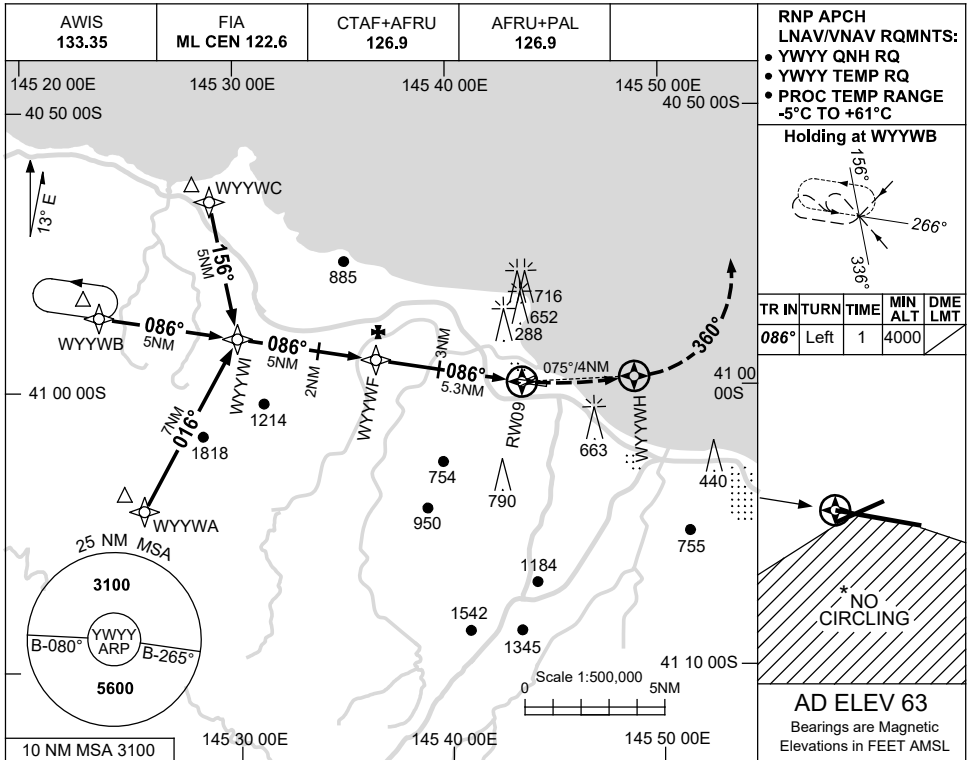 AWIS
133.35
FIA
ML CEN 122.6
CTAF+AFRU
126.9
AFRU+PAL
126.9
RNP APCH
LNAV/VNAV RQMNTS:
• YWYY QNH RQ
• YWYY TEMP RQ
• PROC TEMP RANGE
-5°C TO +61°C
145 20 00E
145 30 00E
145 40 00E
145 50 00E
40 50 00S
40 50 00S
Holding at WYYWB
156°
266°
336°
TR IN
TURN
TIME
MIN
ALT
DME
LMT
086°
Left
1
4000
13° E
WYYWC
156°
5NM
885
716
652
288
WYYWB
086°
5NM
WYYWI
086°
5NM
2NM
WYYWF
3NM
086°
5.3NM
RW09
075°/4NM
WYYWH
360°
41 00 00S
41 00
00S
016°
7NM
1214
1818
754
950
790
663
440
755
WYYWA
1184
1542
1345
25 NM MSA
3100
YWYY
ARP
B-080°
B-265°
5600
*NO
CIRCLING
41 10 00S
Scale 1:500,000
0
5NM
AD ELEV 63
Bearings are Magnetic
Elevations in FEET AMSL
10 NM MSA 3100
145 30 00E
145 40 00E
145 50 00E